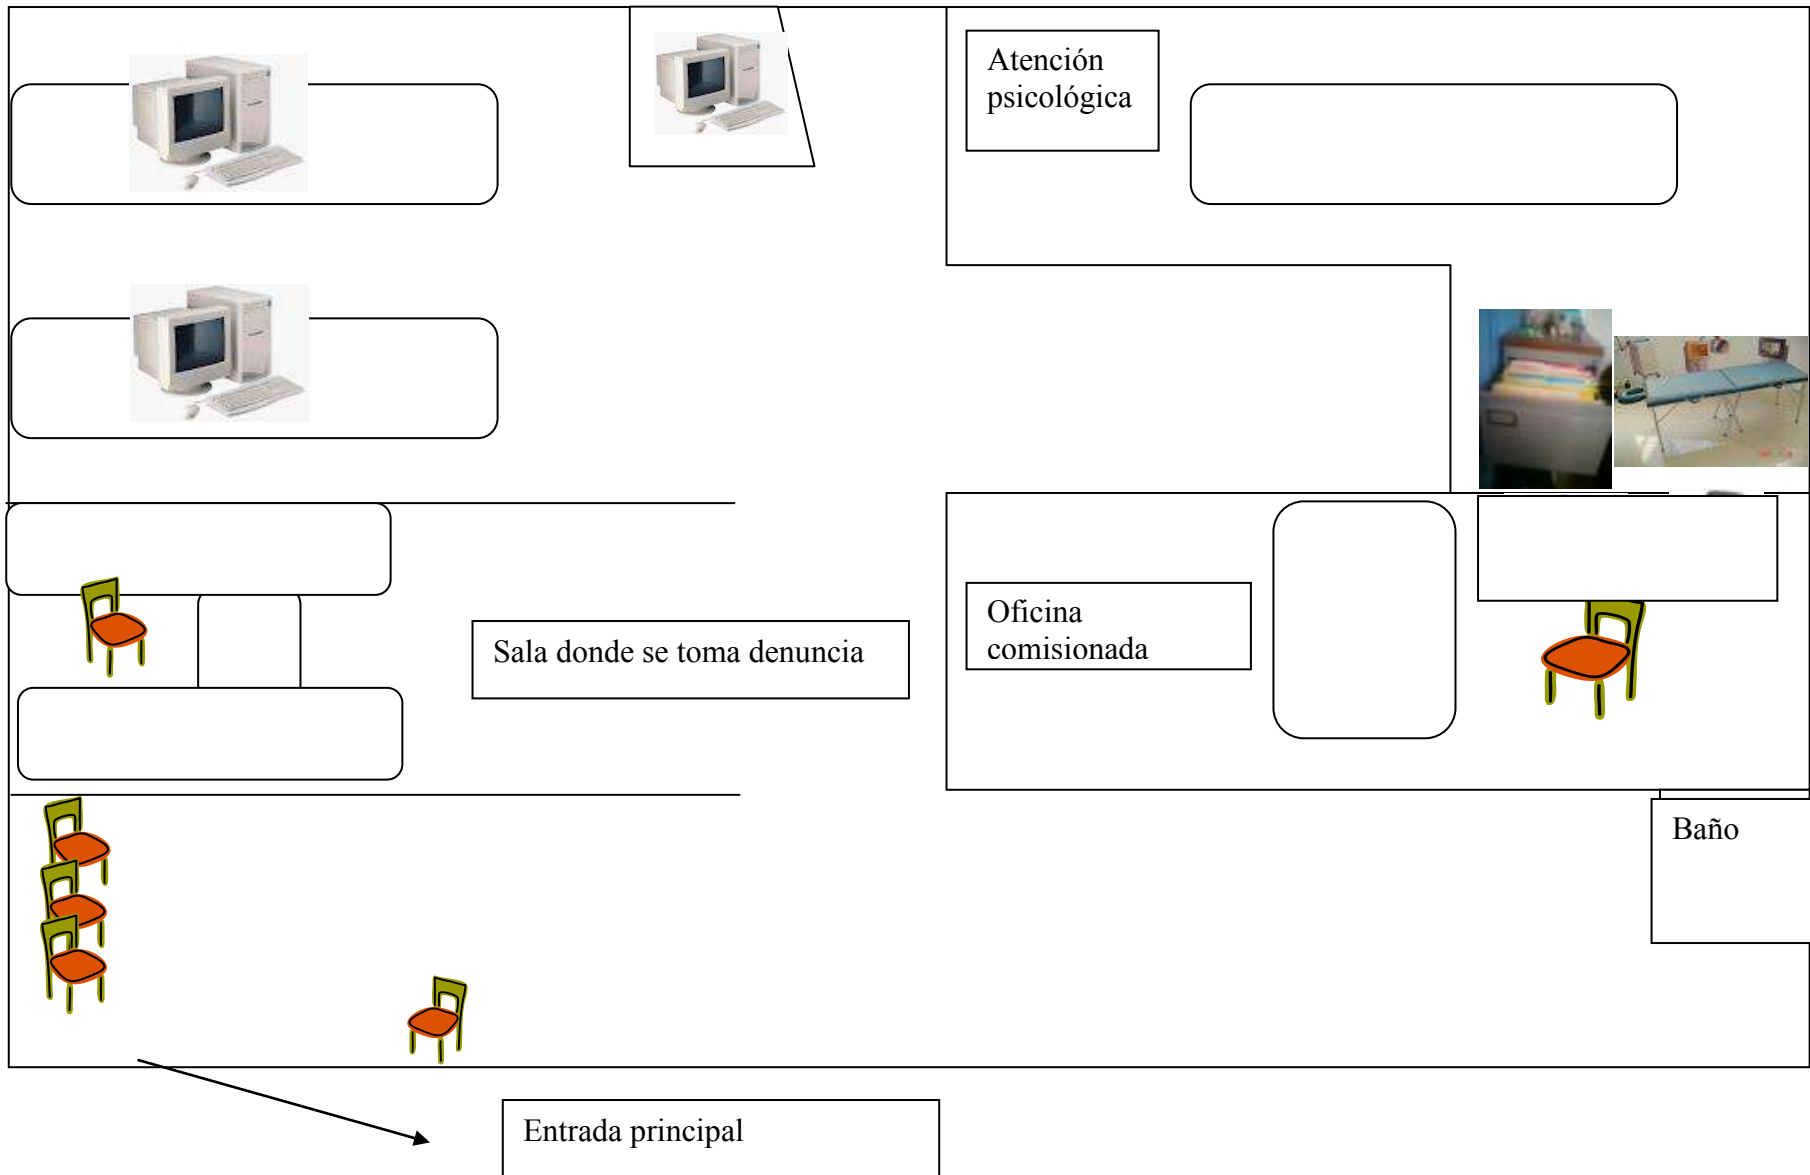 Atención
psicológica
Sala donde se toma denuncia
Oficina
comisionada
Baño
Entrada principal